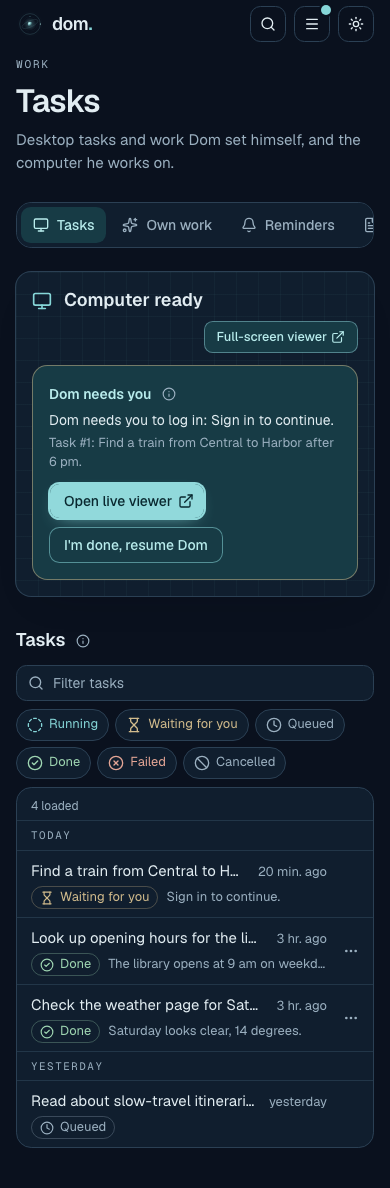 dom.
WORK
Tasks
Desktop tasks and work Dom set himself, and the
computer he works on.
Tasks Own work Reminders
Computer ready
Full-screen viewer
Dom needs you
Dom needs you to log in: Sign in to continue.
Task #1: Find a train from Central to Harbor after
6 pm.
Open live viewer
I'm done, resume Dom
Tasks
Filter tasks
Running Waiting for you Queued
Done Failed Cancelled
4 loaded
TODAY
Find a train from Central to H... 20 min. ago
Waiting for you Sign in to continue.
Look up opening hours for the li... 3 hr. ago
Done The library opens at 9 am on weekd...
Check the weather page for Sat... 3 hr. ago
Done Saturday looks clear, 14 degrees.
YESTERDAY
Read about slow-travel itinerari... yesterday
Queued